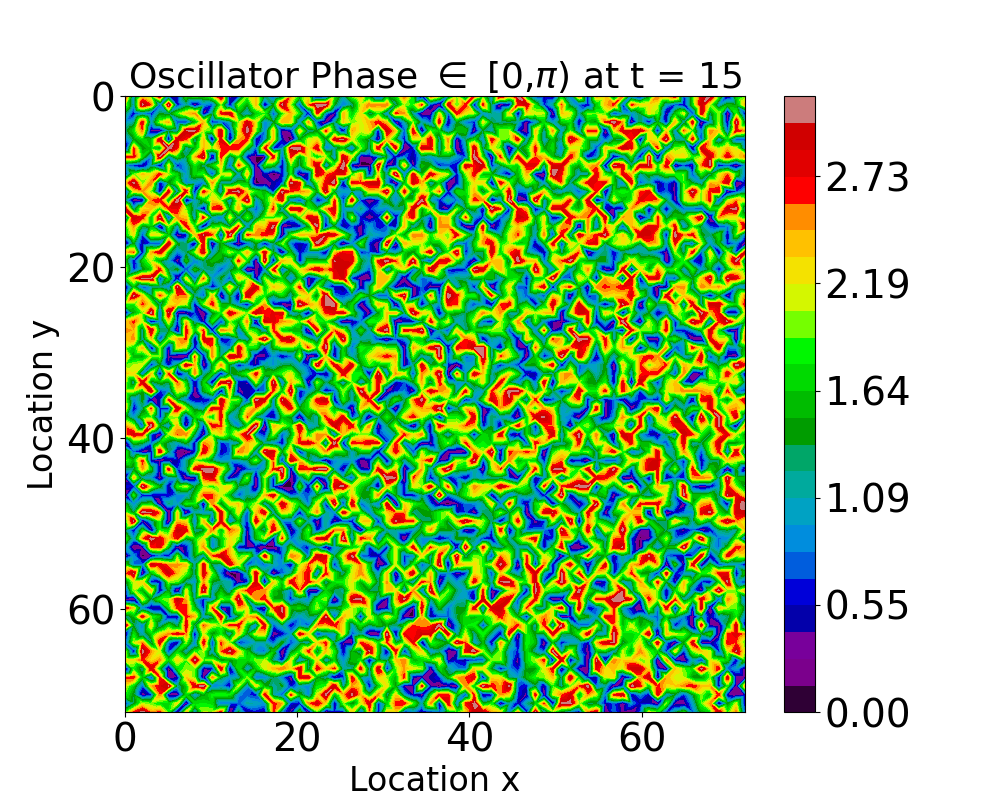 Oscillator Phase ∈ [0,π) at t = 15
0
20
40
60
Location y
0 20 40 60
Location x
2.73
2.19
1.64
1.09
0.55
0.00